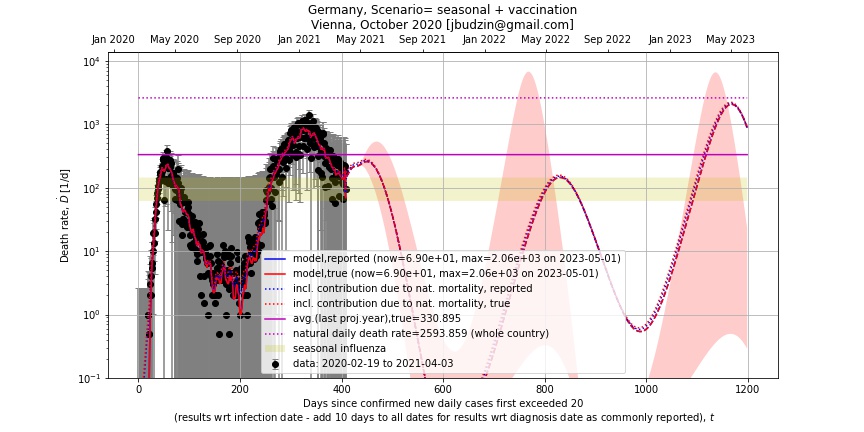 Germany, Scenario= seasonal + vaccination
Vienna, October 2020 [jbudzin@gmail.com]
Jan 2020 May 2020 Sep 2020 Jan 2021 May 2021 Sep 2021 Jan 2022 May 2022 Sep 2022 Jan 2023 May 2023
10⁴
10³
10²
10¹
10⁰
10⁻¹
Death rate, D [1/d]
model,reported (now=6.90e+01, max=2.06e+03 on 2023-05-01)
model,true (now=6.90e+01, max=2.06e+03 on 2023-05-01)
incl. contribution due to nat. mortality, reported
incl. contribution due to nat. mortality, true
avg.(last proj.year),true=330.895
natural daily death rate=2593.859 (whole country)
seasonal influenza
data: 2020-02-19 to 2021-04-03
0 200 400 600 800 1000 1200
Days since confirmed new daily cases first exceeded 20
(results wrt infection date - add 10 days to all dates for results wrt diagnosis date as commonly reported), t